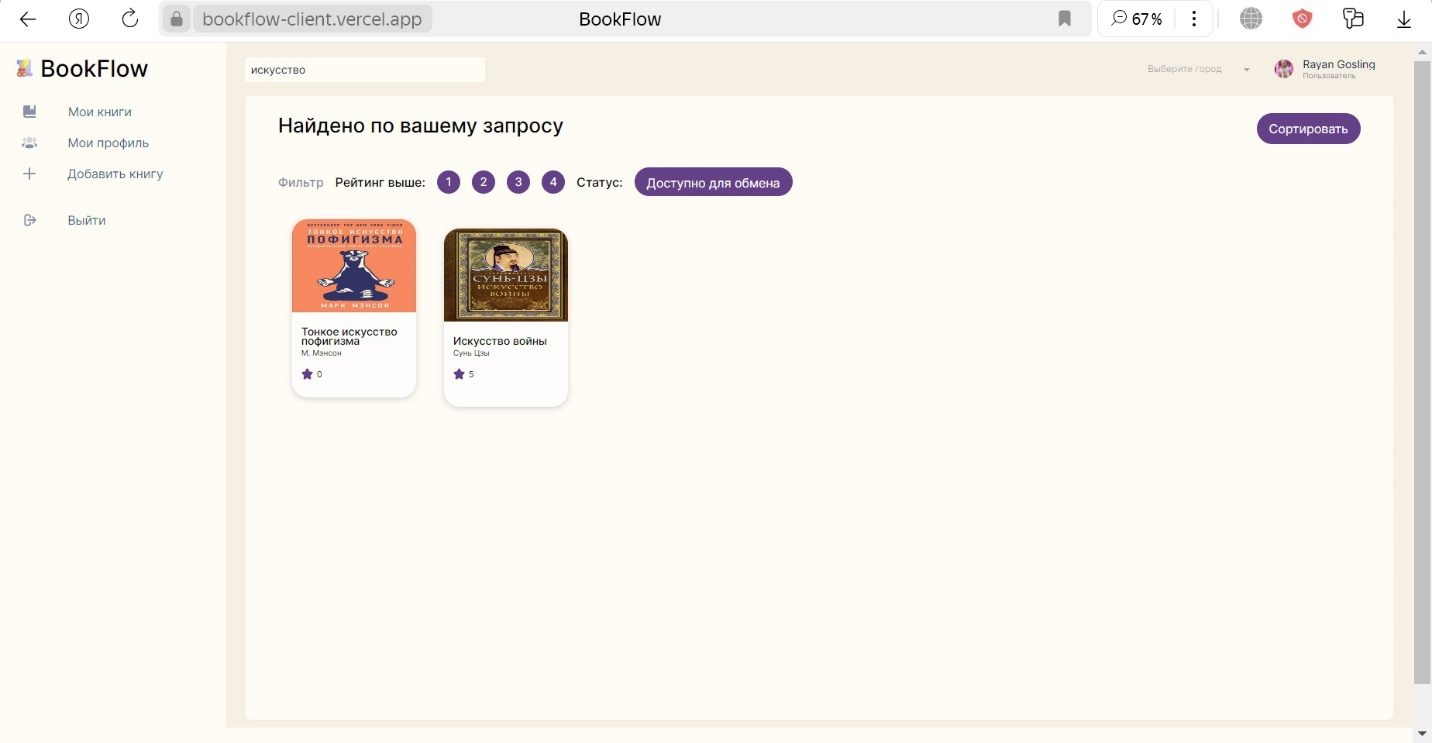 bookflow-client.vercel.app
BookFlow
67 %
BookFlow
искусство
Выберите город
Rayan Gosling
Пользователь
Мои книги
Мои профиль
Добавить книгу
Выйти
Найдено по вашему запросу
Сортировать
Фильтр Рейтинг выше: 1 2 3 4 Статус: Доступно для обмена
ТОНКОЕ ИСКУССТВО
ПОФИГИЗМА
МАРК МЭНСОН
Тонкое искусство
пофигизма
М. Мэнсон
0
СУНЬ-ЦЗЫ
ИСКУССТВО
ВОЙНЫ
Искусство войны
Сунь Цзы
5